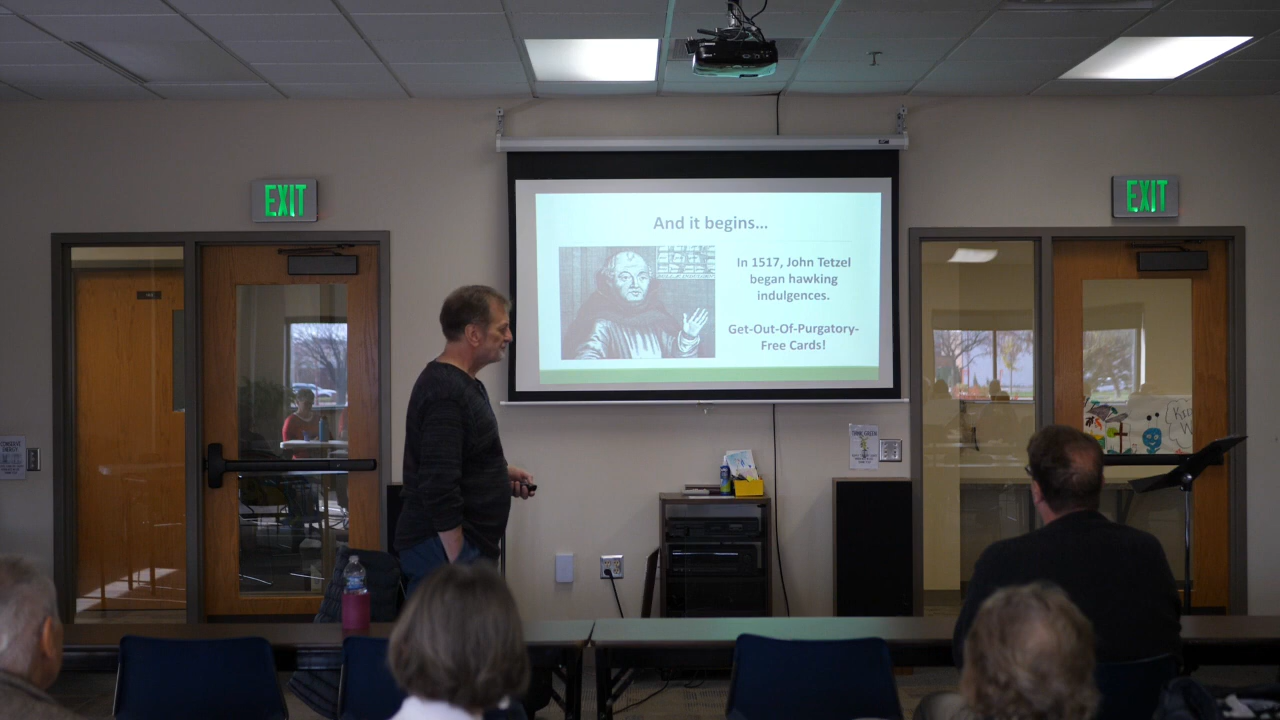 EXIT
EXIT
And it begins...
In 1517, John Tetzel
began hawking
indulgences.
Get-Out-Of-Purgatory-
Free Cards!